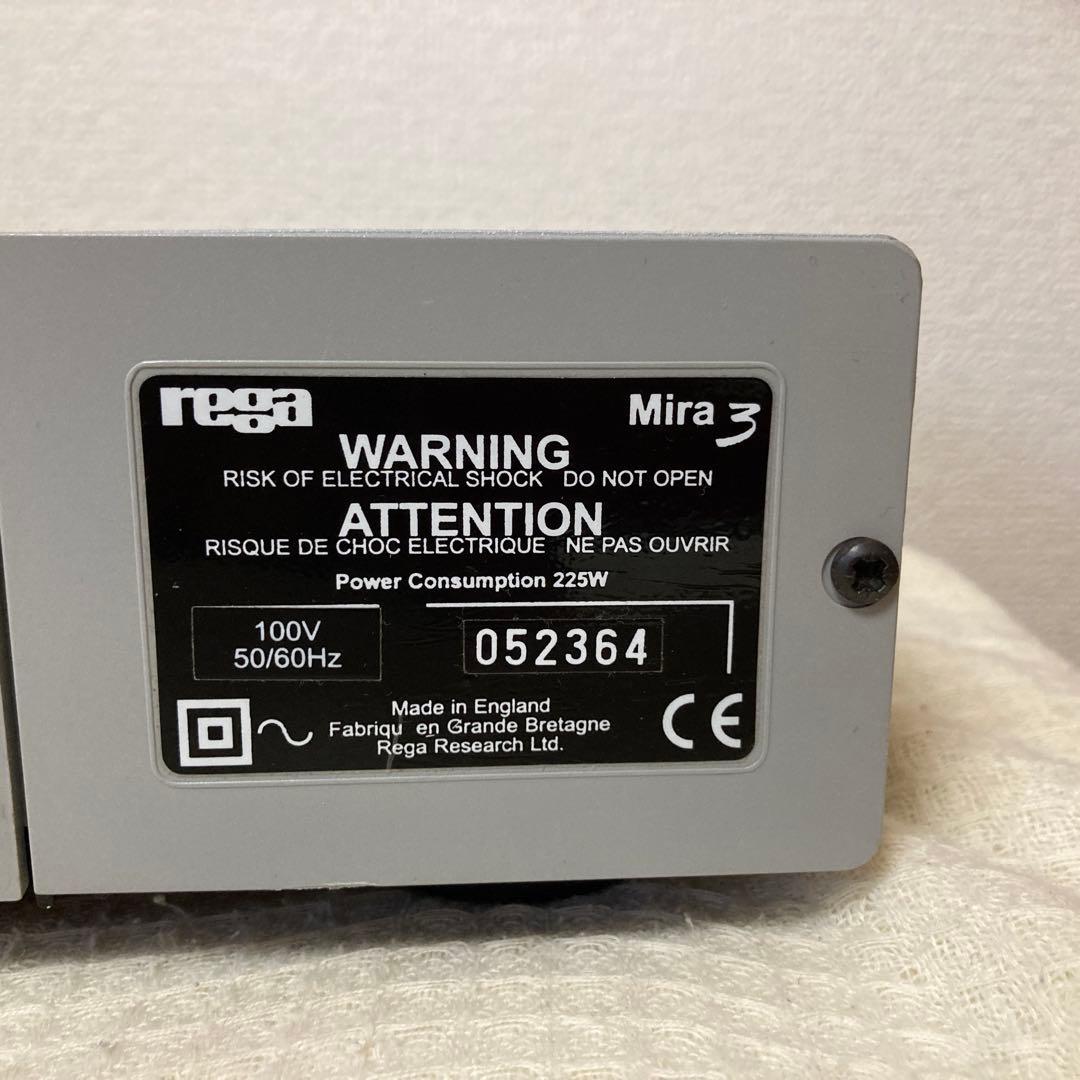 rega
Mira 3
WARNING
RISK OF ELECTRICAL SHOCK DO NOT OPEN
ATTENTION
RISQUE DE CHOC ELECTRIQUE NE PAS OUVRIR
Power Consumption 225W
100V
50/60Hz
052364
Made in England
Fabriqu en Grande Bretagne
Rega Research Ltd.
CE